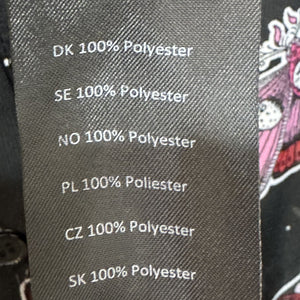 DK 100% Polyester
SE 100% Polyester
NO 100% Polyester
PL 100% Poliester
CZ 100% Polyester
SK 100% Polyester